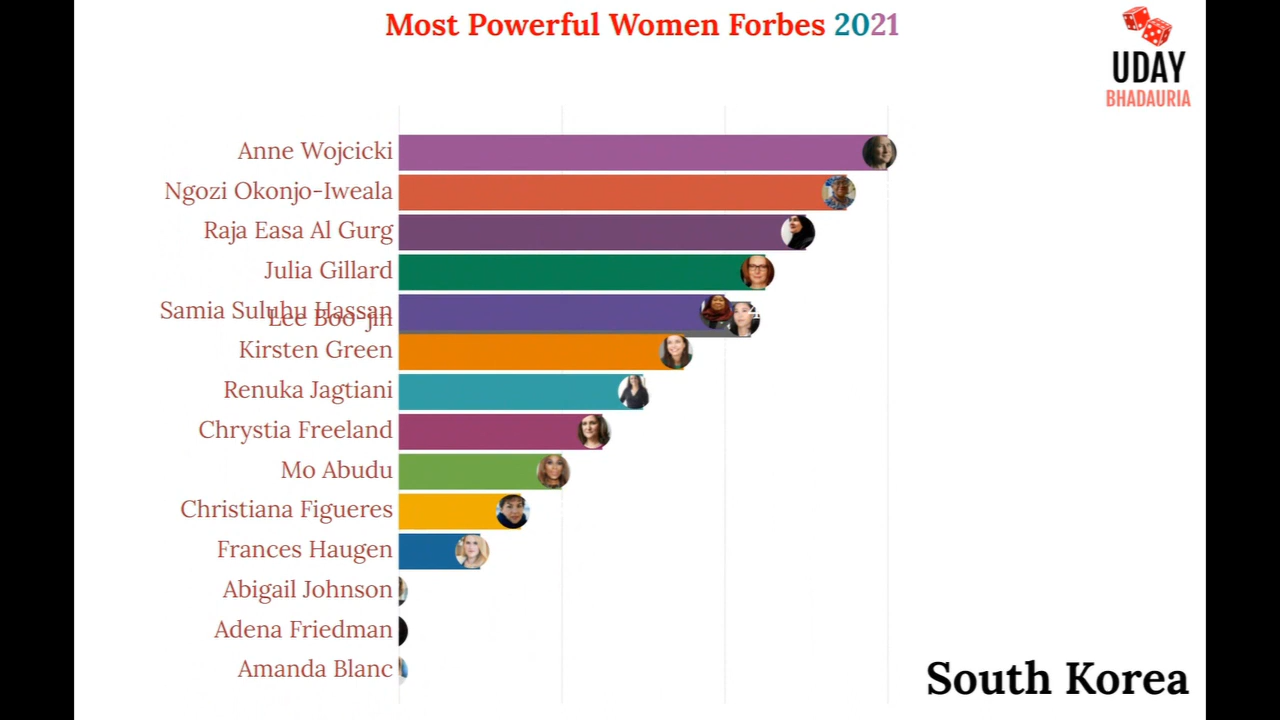 Most Powerful Women Forbes 2021
UDAY
BHADAURIA
Anne Wojcicki
Ngozi Okonjo-Iweala
Raja Easa Al Gurg
Julia Gillard
Samia Suluhu Hassan
Lee Boo-jin
Kirsten Green
Renuka Jagtiani
Chrystia Freeland
Mo Abudu
Christiana Figueres
Frances Haugen
Abigail Johnson
Adena Friedman
Amanda Blanc
South Korea